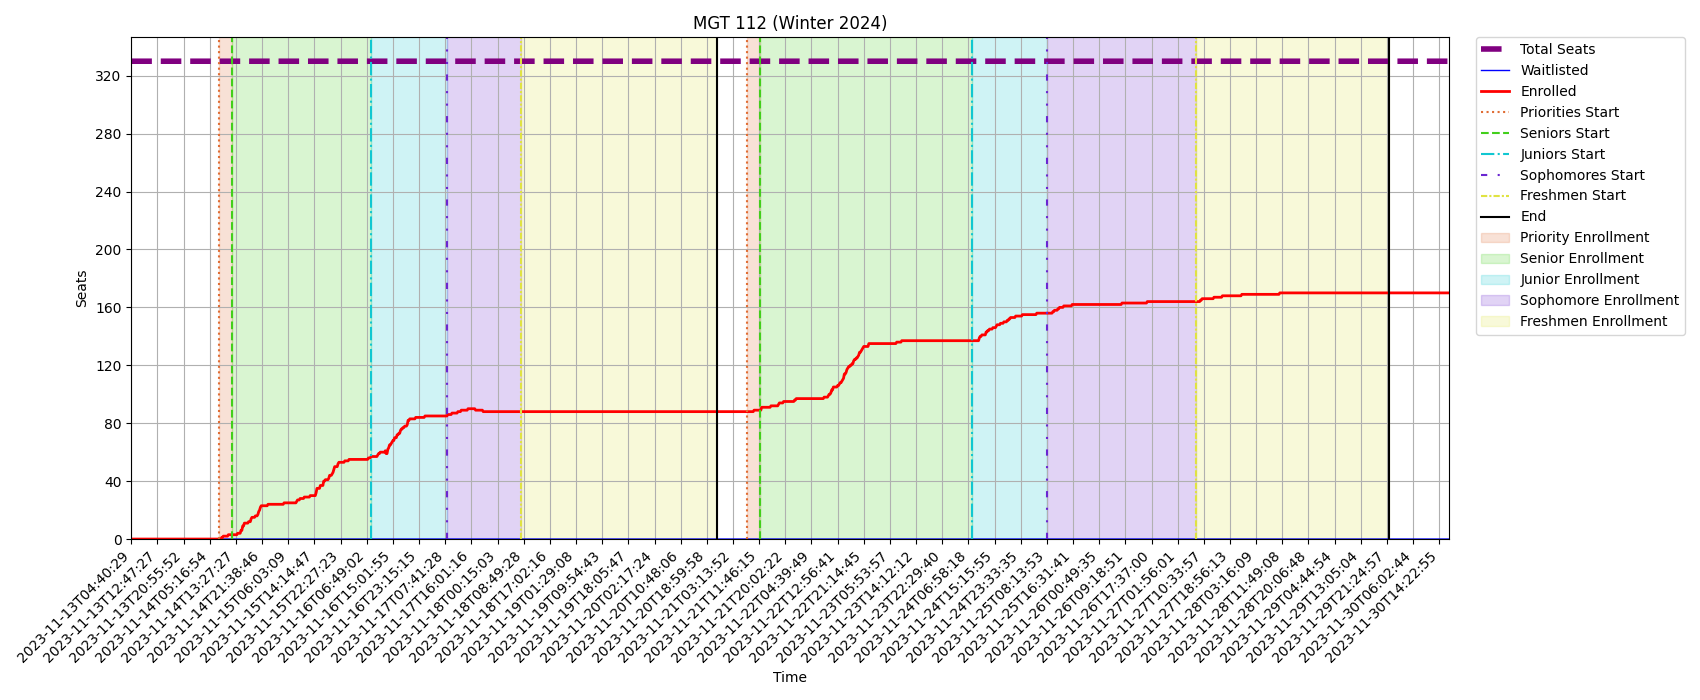 MGT 112 (Winter 2024)
320
280
240
200
160
120
80
40
0
Seats
2023-11-13T04:40:29
2023-11-13T12:47:27
2023-11-13T20:55:52
2023-11-14T05:16:54
2023-11-14T13:27:27
2023-11-14T21:38:46
2023-11-15T06:03:09
2023-11-15T14:14:47
2023-11-15T22:27:23
2023-11-16T06:49:02
2023-11-16T15:01:55
2023-11-16T23:15:15
2023-11-17T07:41:28
2023-11-17T16:01:16
2023-11-18T00:15:03
2023-11-18T08:49:28
2023-11-18T17:02:16
2023-11-19T01:29:08
2023-11-19T09:54:43
2023-11-19T18:05:47
2023-11-20T02:17:24
2023-11-20T10:48:06
2023-11-20T18:59:58
2023-11-21T03:13:52
2023-11-21T11:46:15
2023-11-21T20:02:22
2023-11-22T04:39:49
2023-11-22T12:56:41
2023-11-22T21:14:45
2023-11-23T05:53:57
2023-11-23T14:12:12
2023-11-23T22:29:40
2023-11-24T06:58:18
2023-11-24T15:15:55
2023-11-24T23:33:35
2023-11-25T08:13:53
2023-11-25T16:31:41
2023-11-26T00:49:35
2023-11-26T09:18:51
2023-11-26T17:37:00
2023-11-27T01:56:01
2023-11-27T10:33:57
2023-11-27T18:56:13
2023-11-28T03:16:09
2023-11-28T11:49:08
2023-11-28T20:06:48
2023-11-29T04:44:54
2023-11-29T13:05:04
2023-11-29T21:24:57
2023-11-30T06:02:44
2023-11-30T14:22:55
Time
Total Seats
Waitlisted
Enrolled
Priorities Start
Seniors Start
Juniors Start
Sophomores Start
Freshmen Start
End
Priority Enrollment
Senior Enrollment
Junior Enrollment
Sophomore Enrollment
Freshmen Enrollment